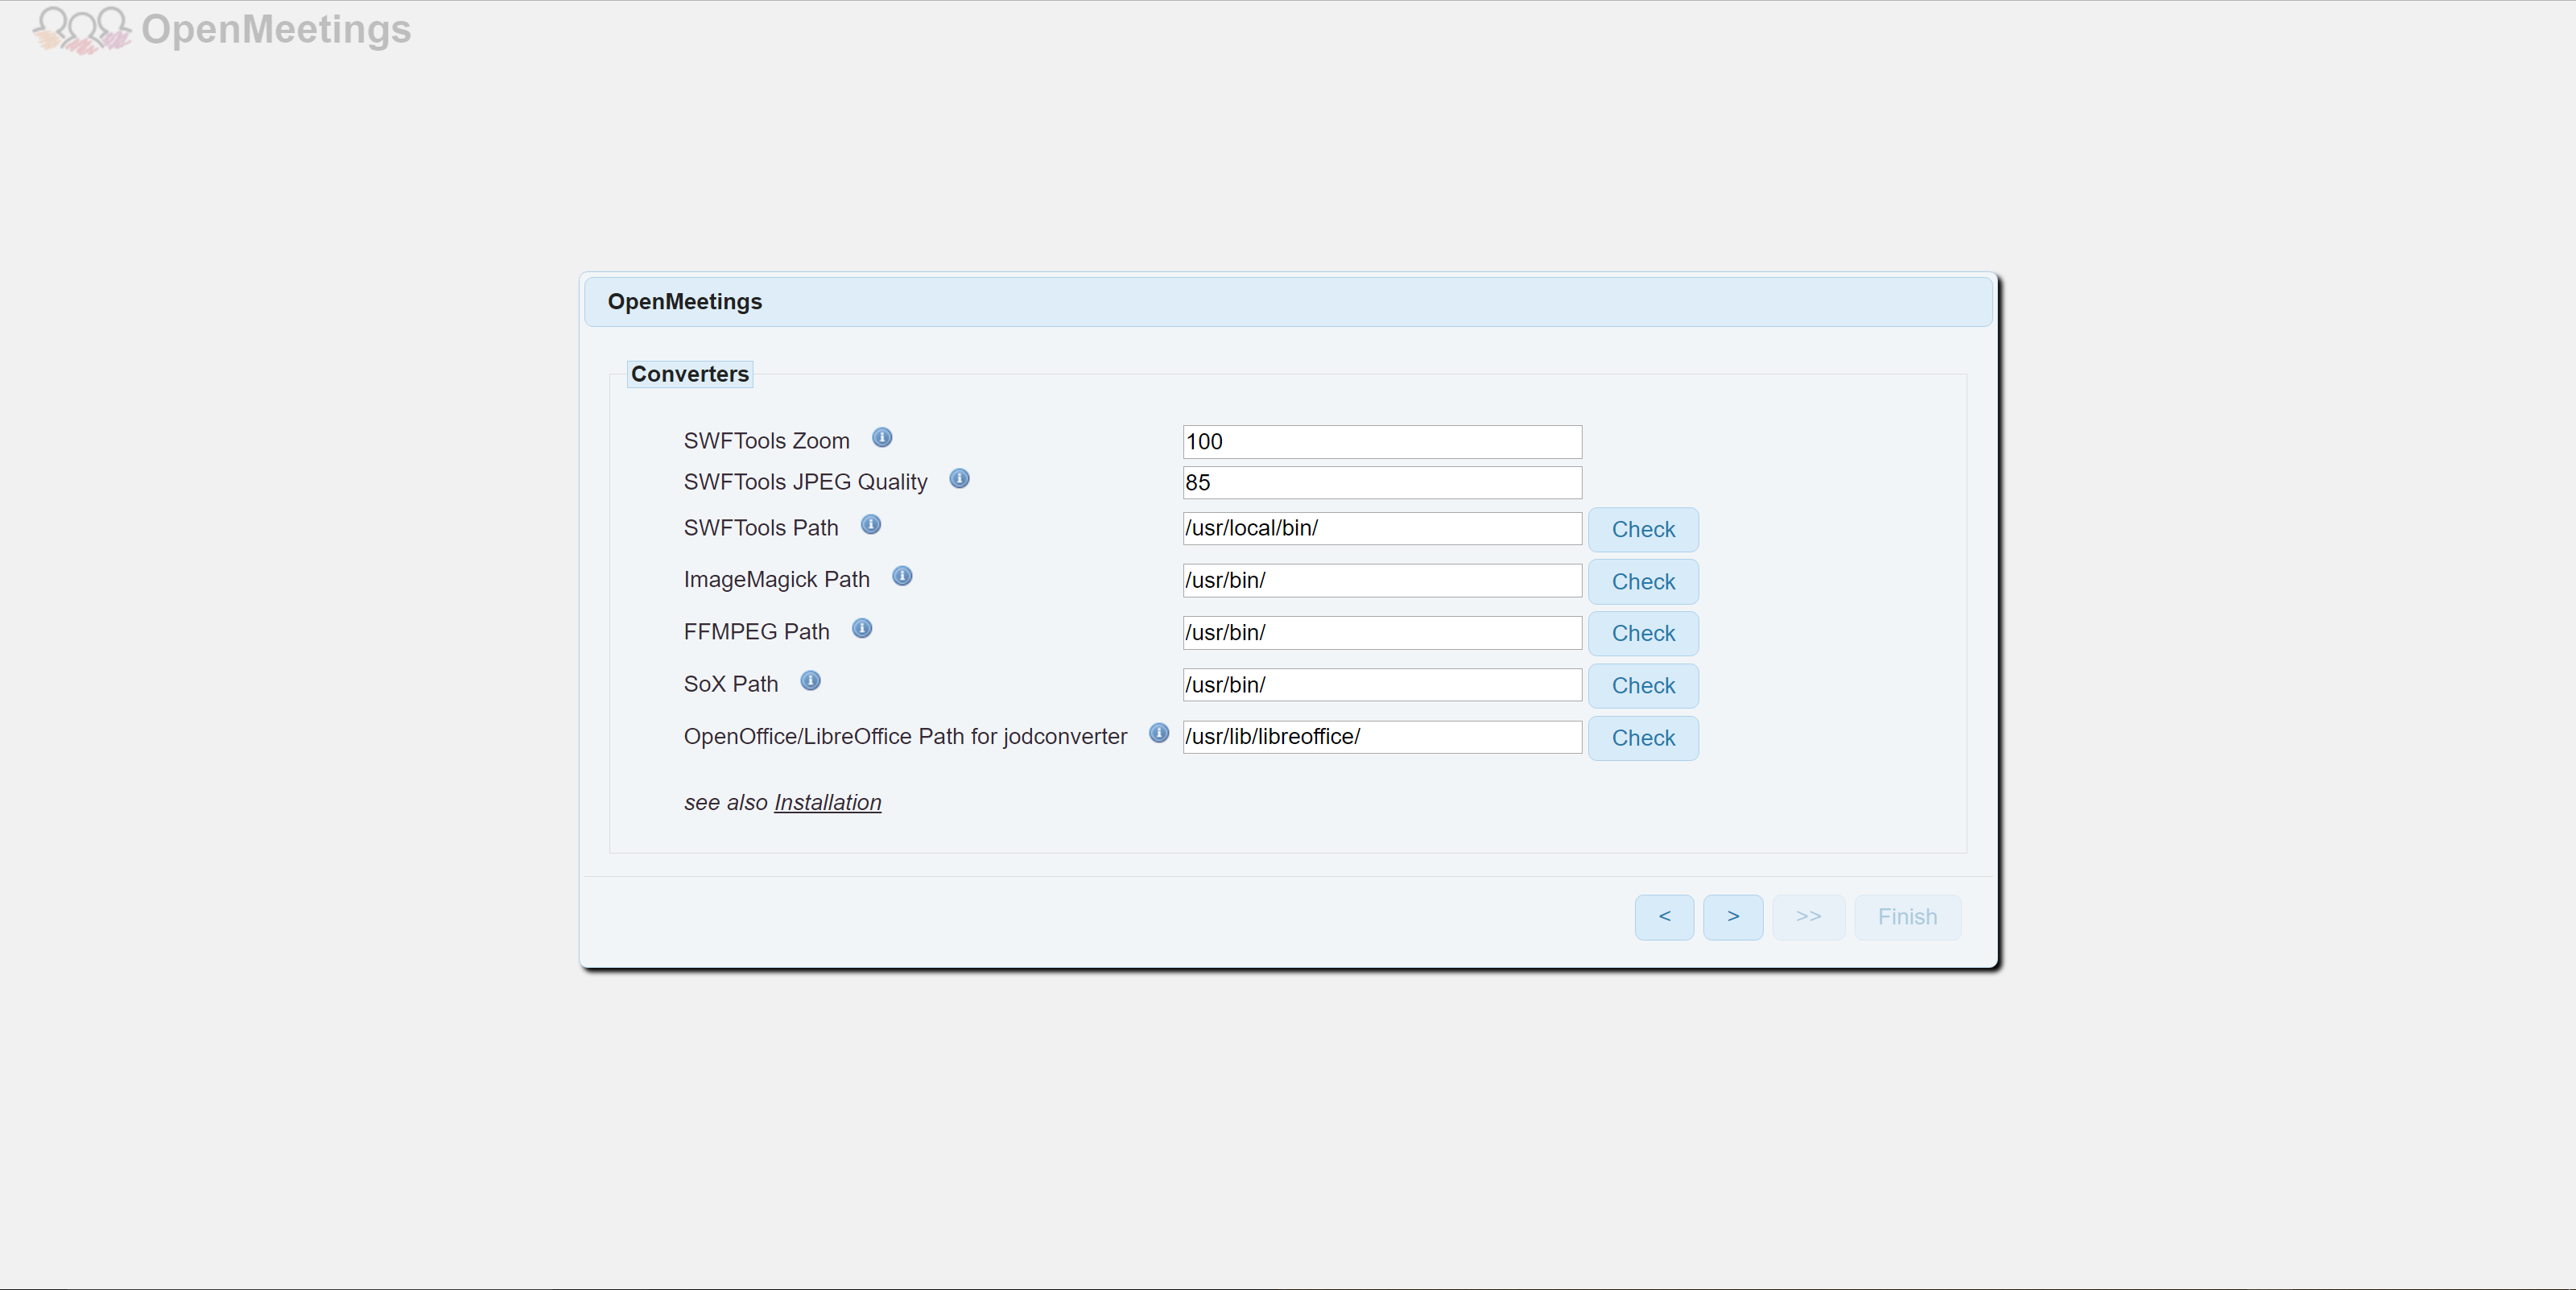 OpenMeetings
OpenMeetings
Converters
SWFTools Zoom 100
SWFTools JPEG Quality 85
SWFTools Path /usr/local/bin/ Check
ImageMagick Path /usr/bin/ Check
FFMPEG Path /usr/bin/ Check
SoX Path /usr/bin/ Check
OpenOffice/LibreOffice Path for jodconverter /usr/lib/libreoffice/ Check
see also Installation
< > >> Finish